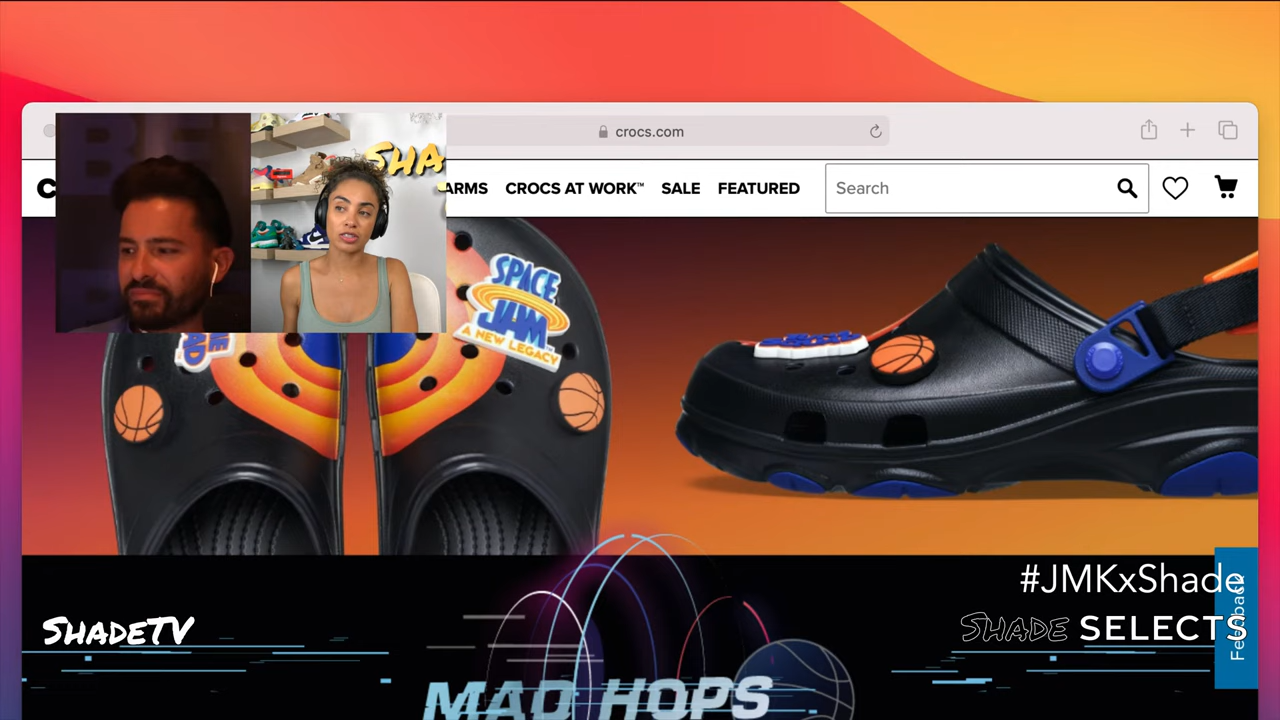 crocs.com
ARMS CROCS AT WORK™ SALE FEATURED Search
SHA
SPACE
JAM
A NEW LEGACY
#JMKxShade
SHADETV
SHADE SELECTS
Feedback
MAD HOPS